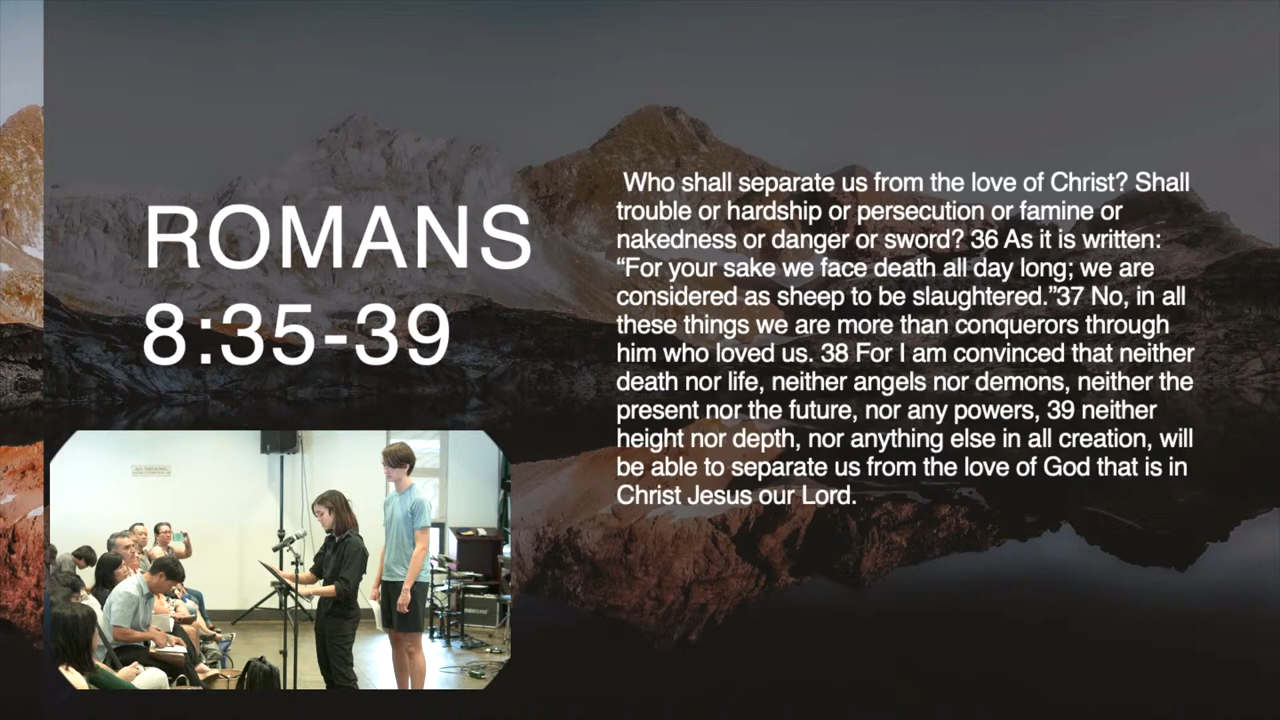 ROMANS
8:35-39
Who shall separate us from the love of Christ? Shall
trouble or hardship or persecution or famine or
nakedness or danger or sword? 36 As it is written:
“For your sake we face death all day long; we are
considered as sheep to be slaughtered.”37 No, in all
these things we are more than conquerors through
him who loved us. 38 For I am convinced that neither
death nor life, neither angels nor demons, neither the
present nor the future, nor any powers, 39 neither
height nor depth, nor anything else in all creation, will
be able to separate us from the love of God that is in
Christ Jesus our Lord.
NO SMOKING